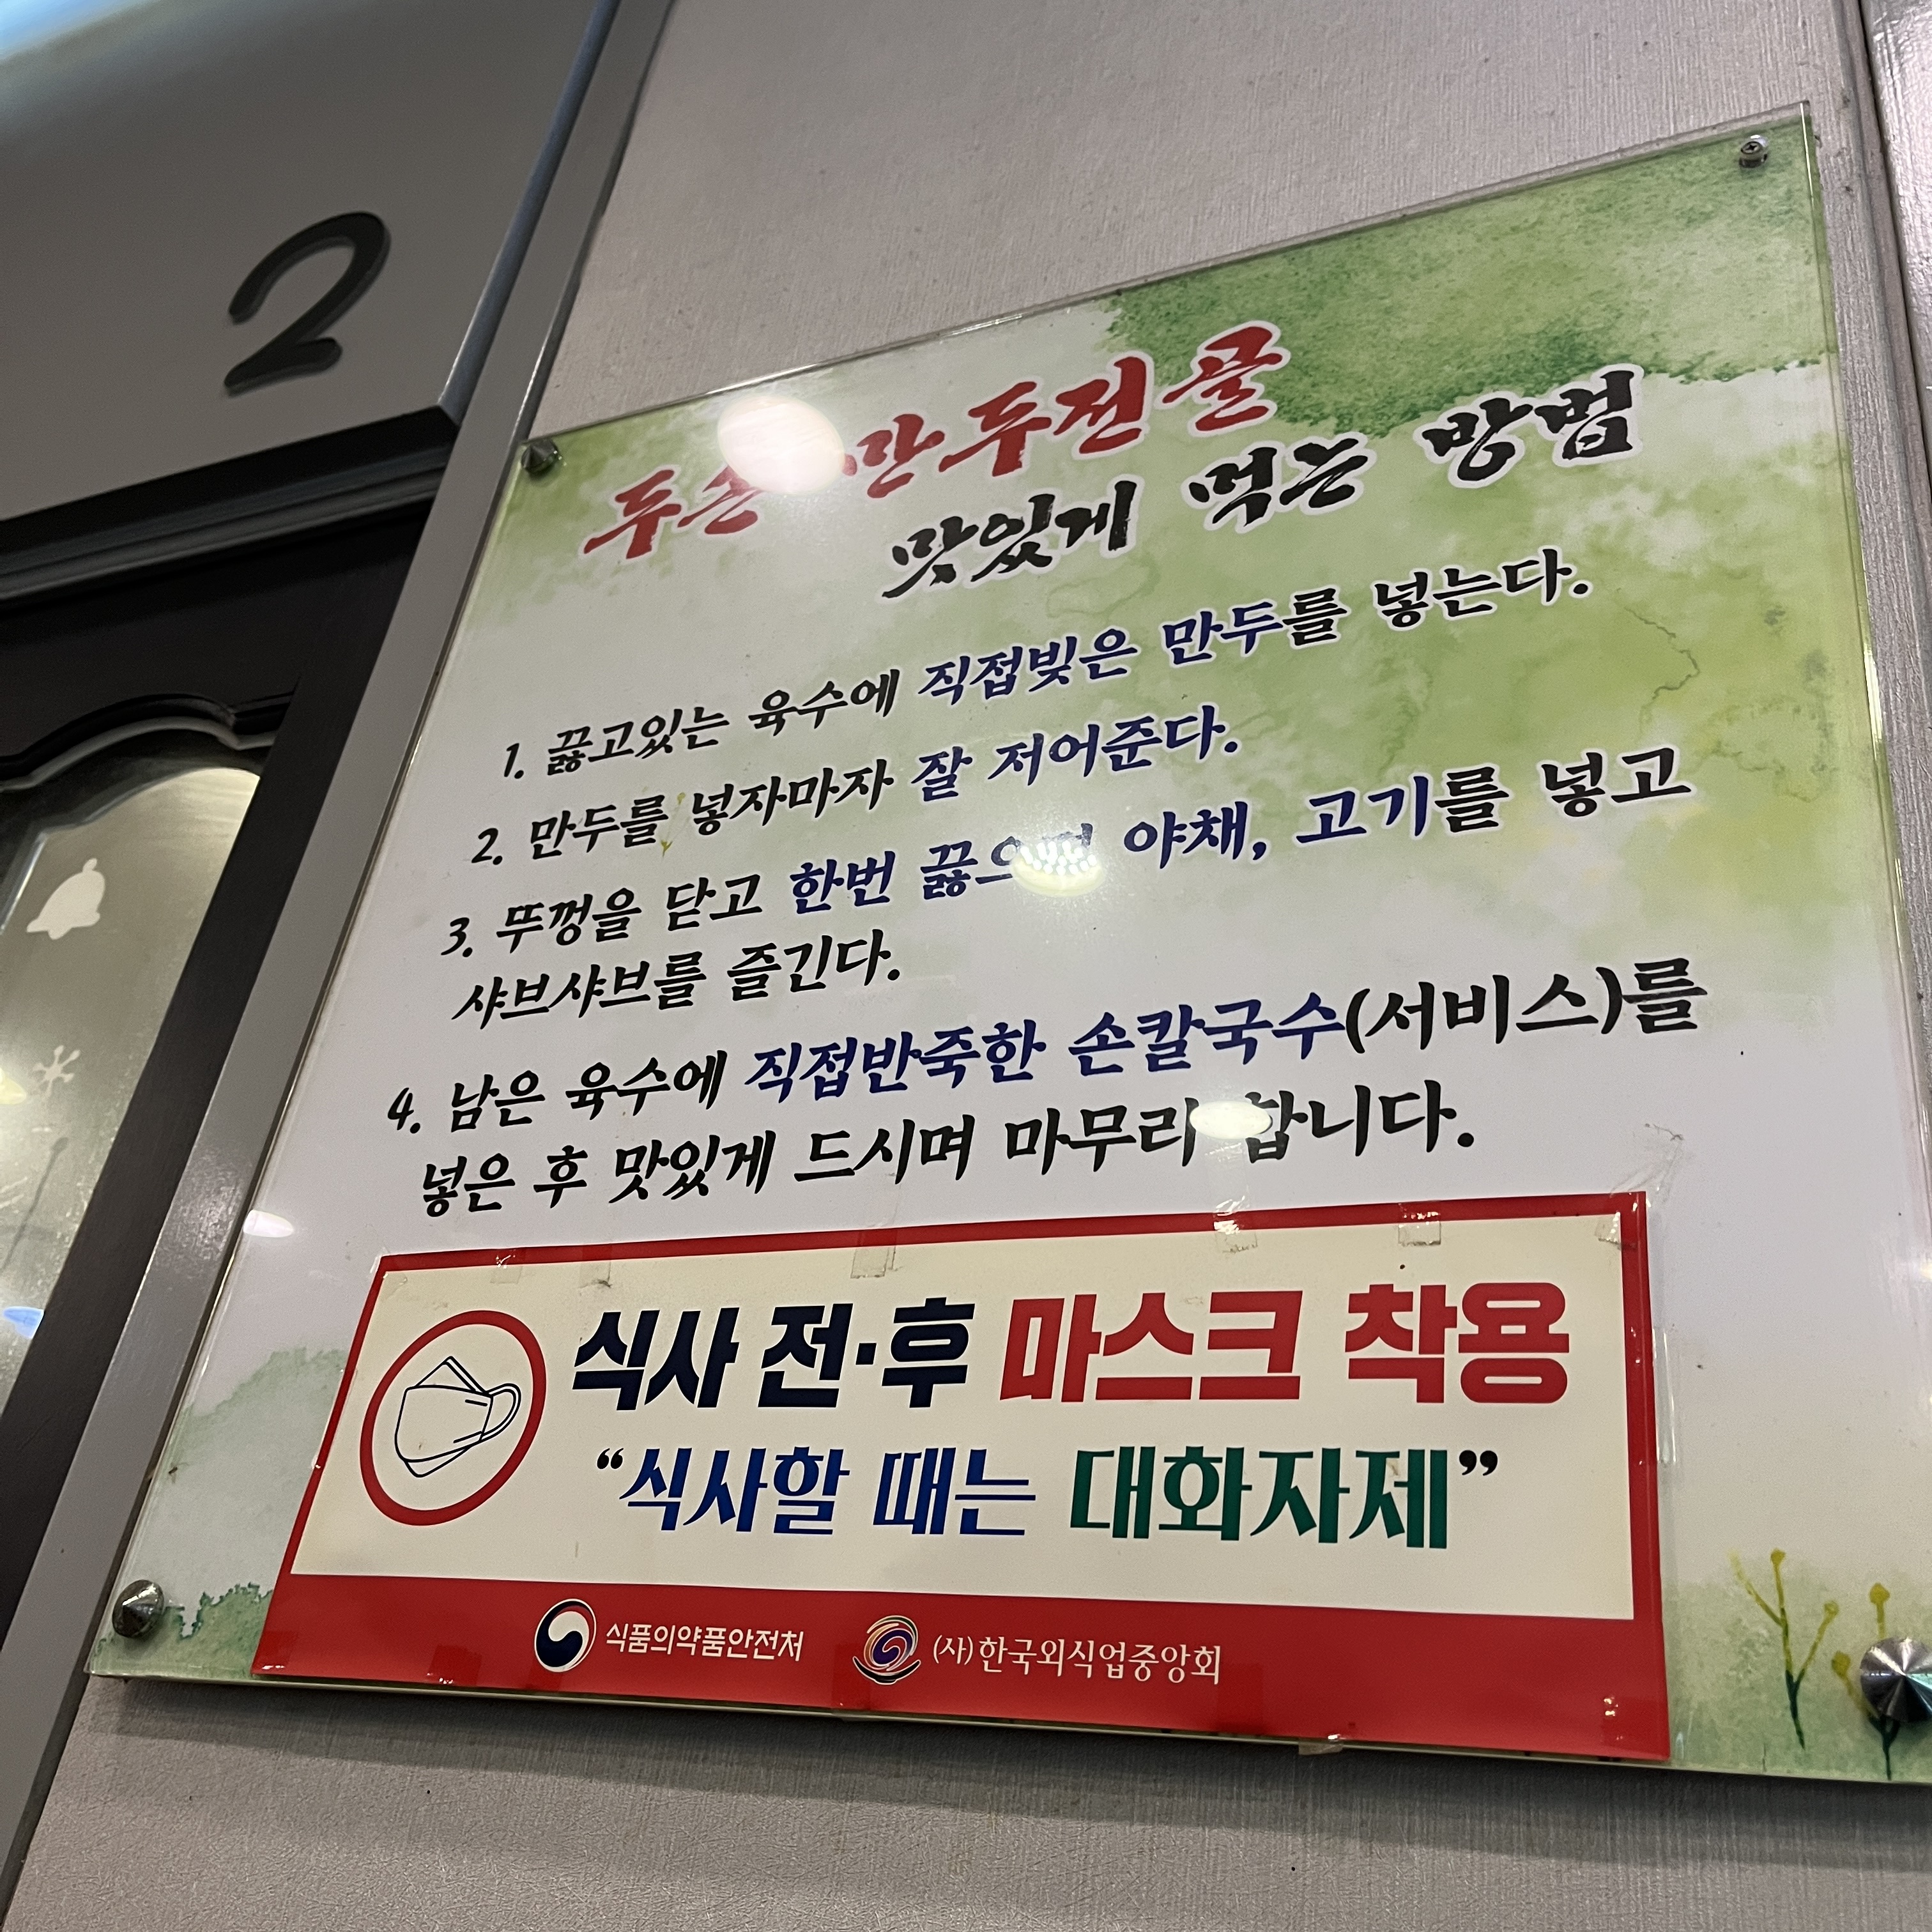 2
두손 만두전골
맛있게 먹는 방법
1. 끓고있는 육수에 직접빚은 만두를 넣는다.
2. 만두를 넣자마자 잘 저어준다.
3. 뚜껑을 닫고 한번 끓으면 야채, 고기를 넣고
샤브샤브를 즐긴다.
4. 남은 육수에 직접반죽한 손칼국수(서비스)를
넣은 후 맛있게 드시며 마무리 합니다.
식사 전·후 마스크 착용
“식사할 때는 대화자제”
식품의약품안전처 (사)한국외식업중앙회